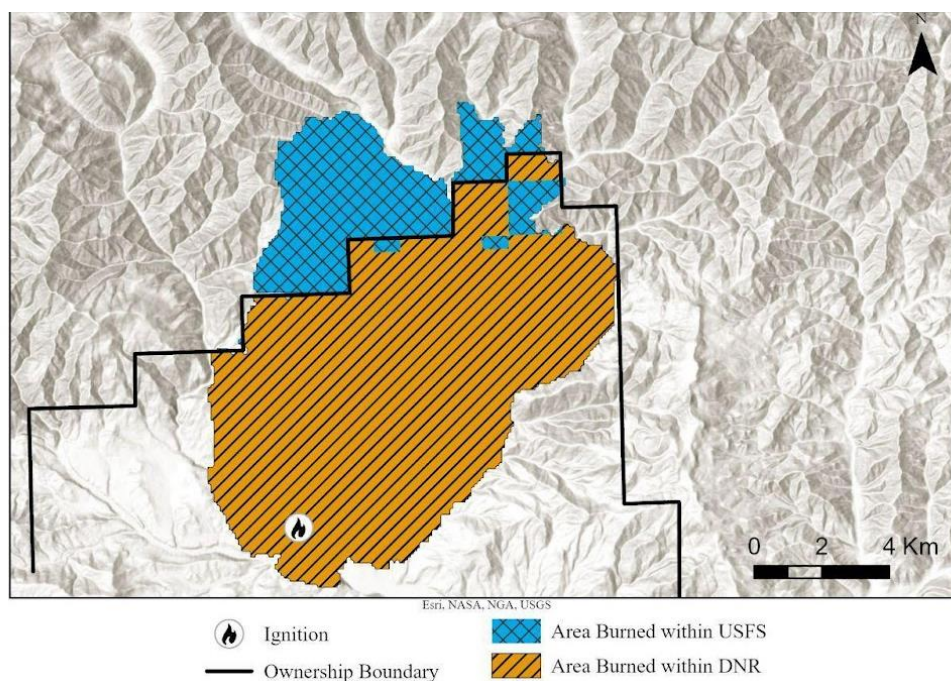 N
0 2 4 Km
Esri, NASA, NGA, USGS
Ignition
Area Burned within USFS
Ownership Boundary
Area Burned within DNR